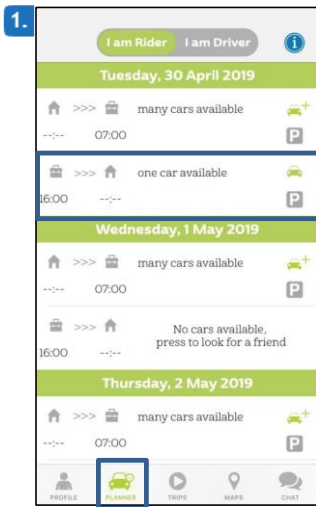 1.
I am Rider I am Driver i
Tuesday, 30 April 2019
>>> many cars available +
--:-- 07:00 P
>>> one car available
16:00 --:-- P
Wednesday, 1 May 2019
>>> many cars available +
--:-- 07:00 P
>>> No cars available,
press to look for a friend
16:00 --:--
Thursday, 2 May 2019
>>> many cars available +
--:-- 07:00 P
PROFILE PLANNER TRIPS MAPS CHAT